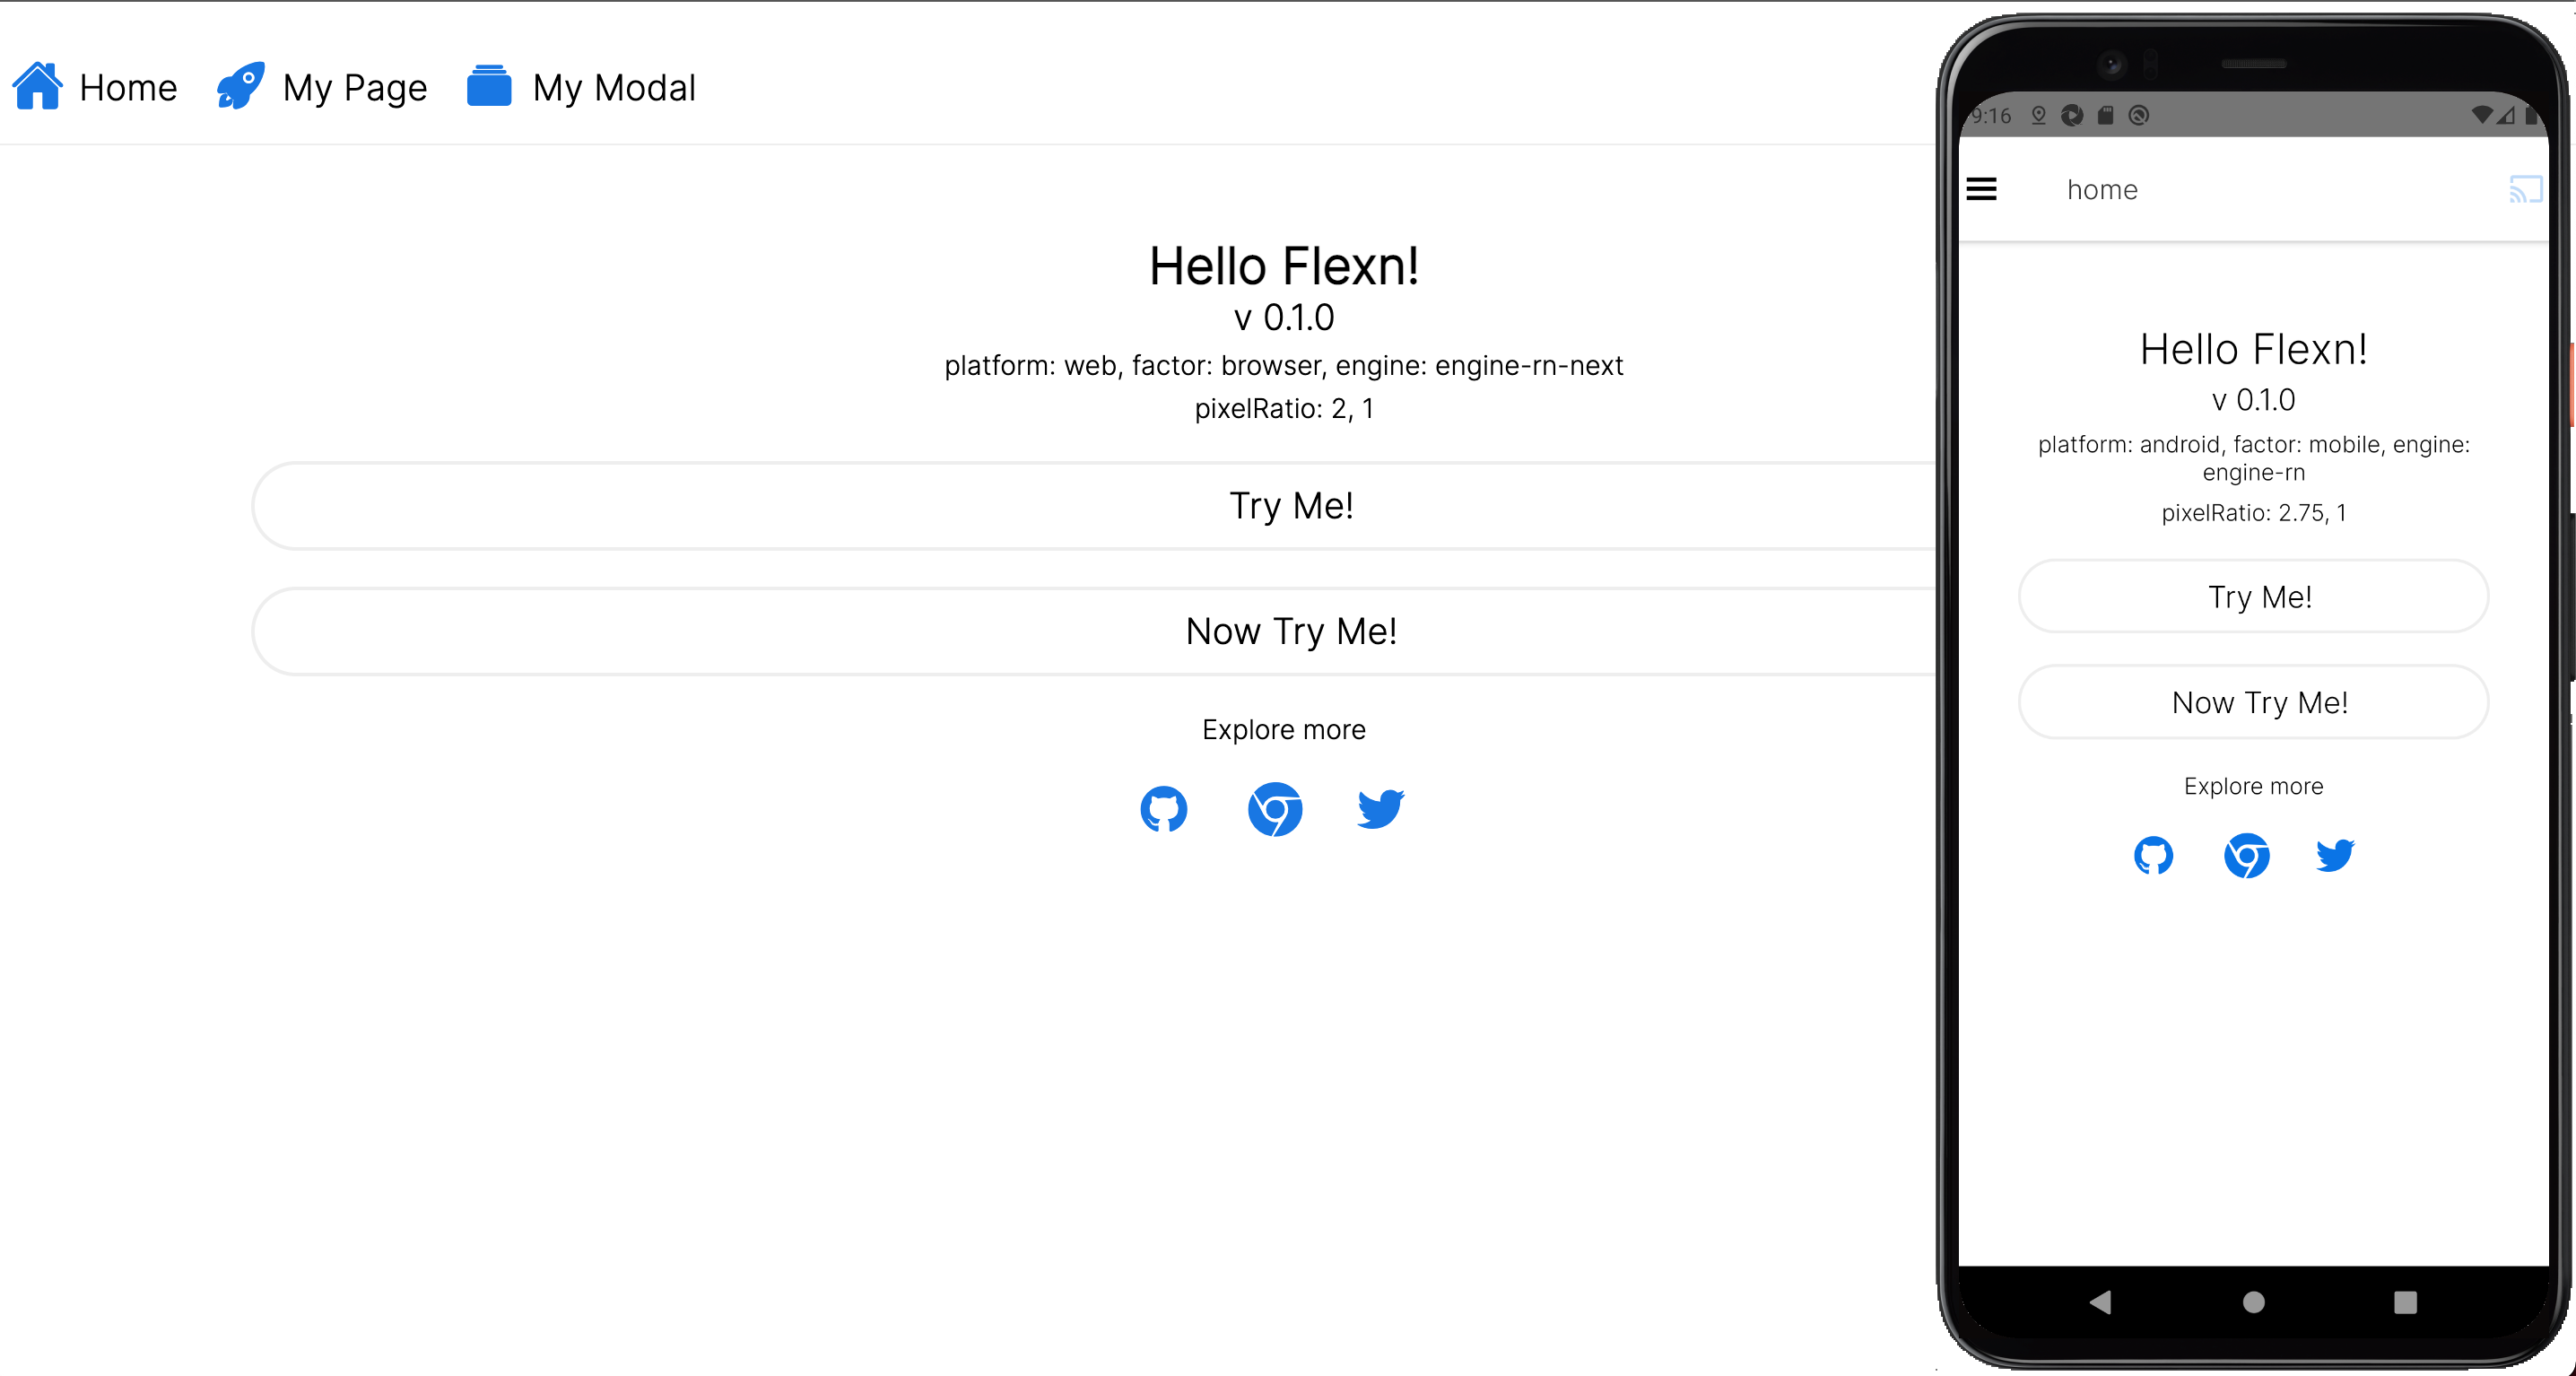 Home My Page My Modal
Hello Flexn!
v 0.1.0
platform: web, factor: browser, engine: engine-rn-next
pixelRatio: 2, 1
Try Me!
Now Try Me!
Explore more
9:16
home
Hello Flexn!
v 0.1.0
platform: android, factor: mobile, engine:
engine-rn
pixelRatio: 2.75, 1
Try Me!
Now Try Me!
Explore more